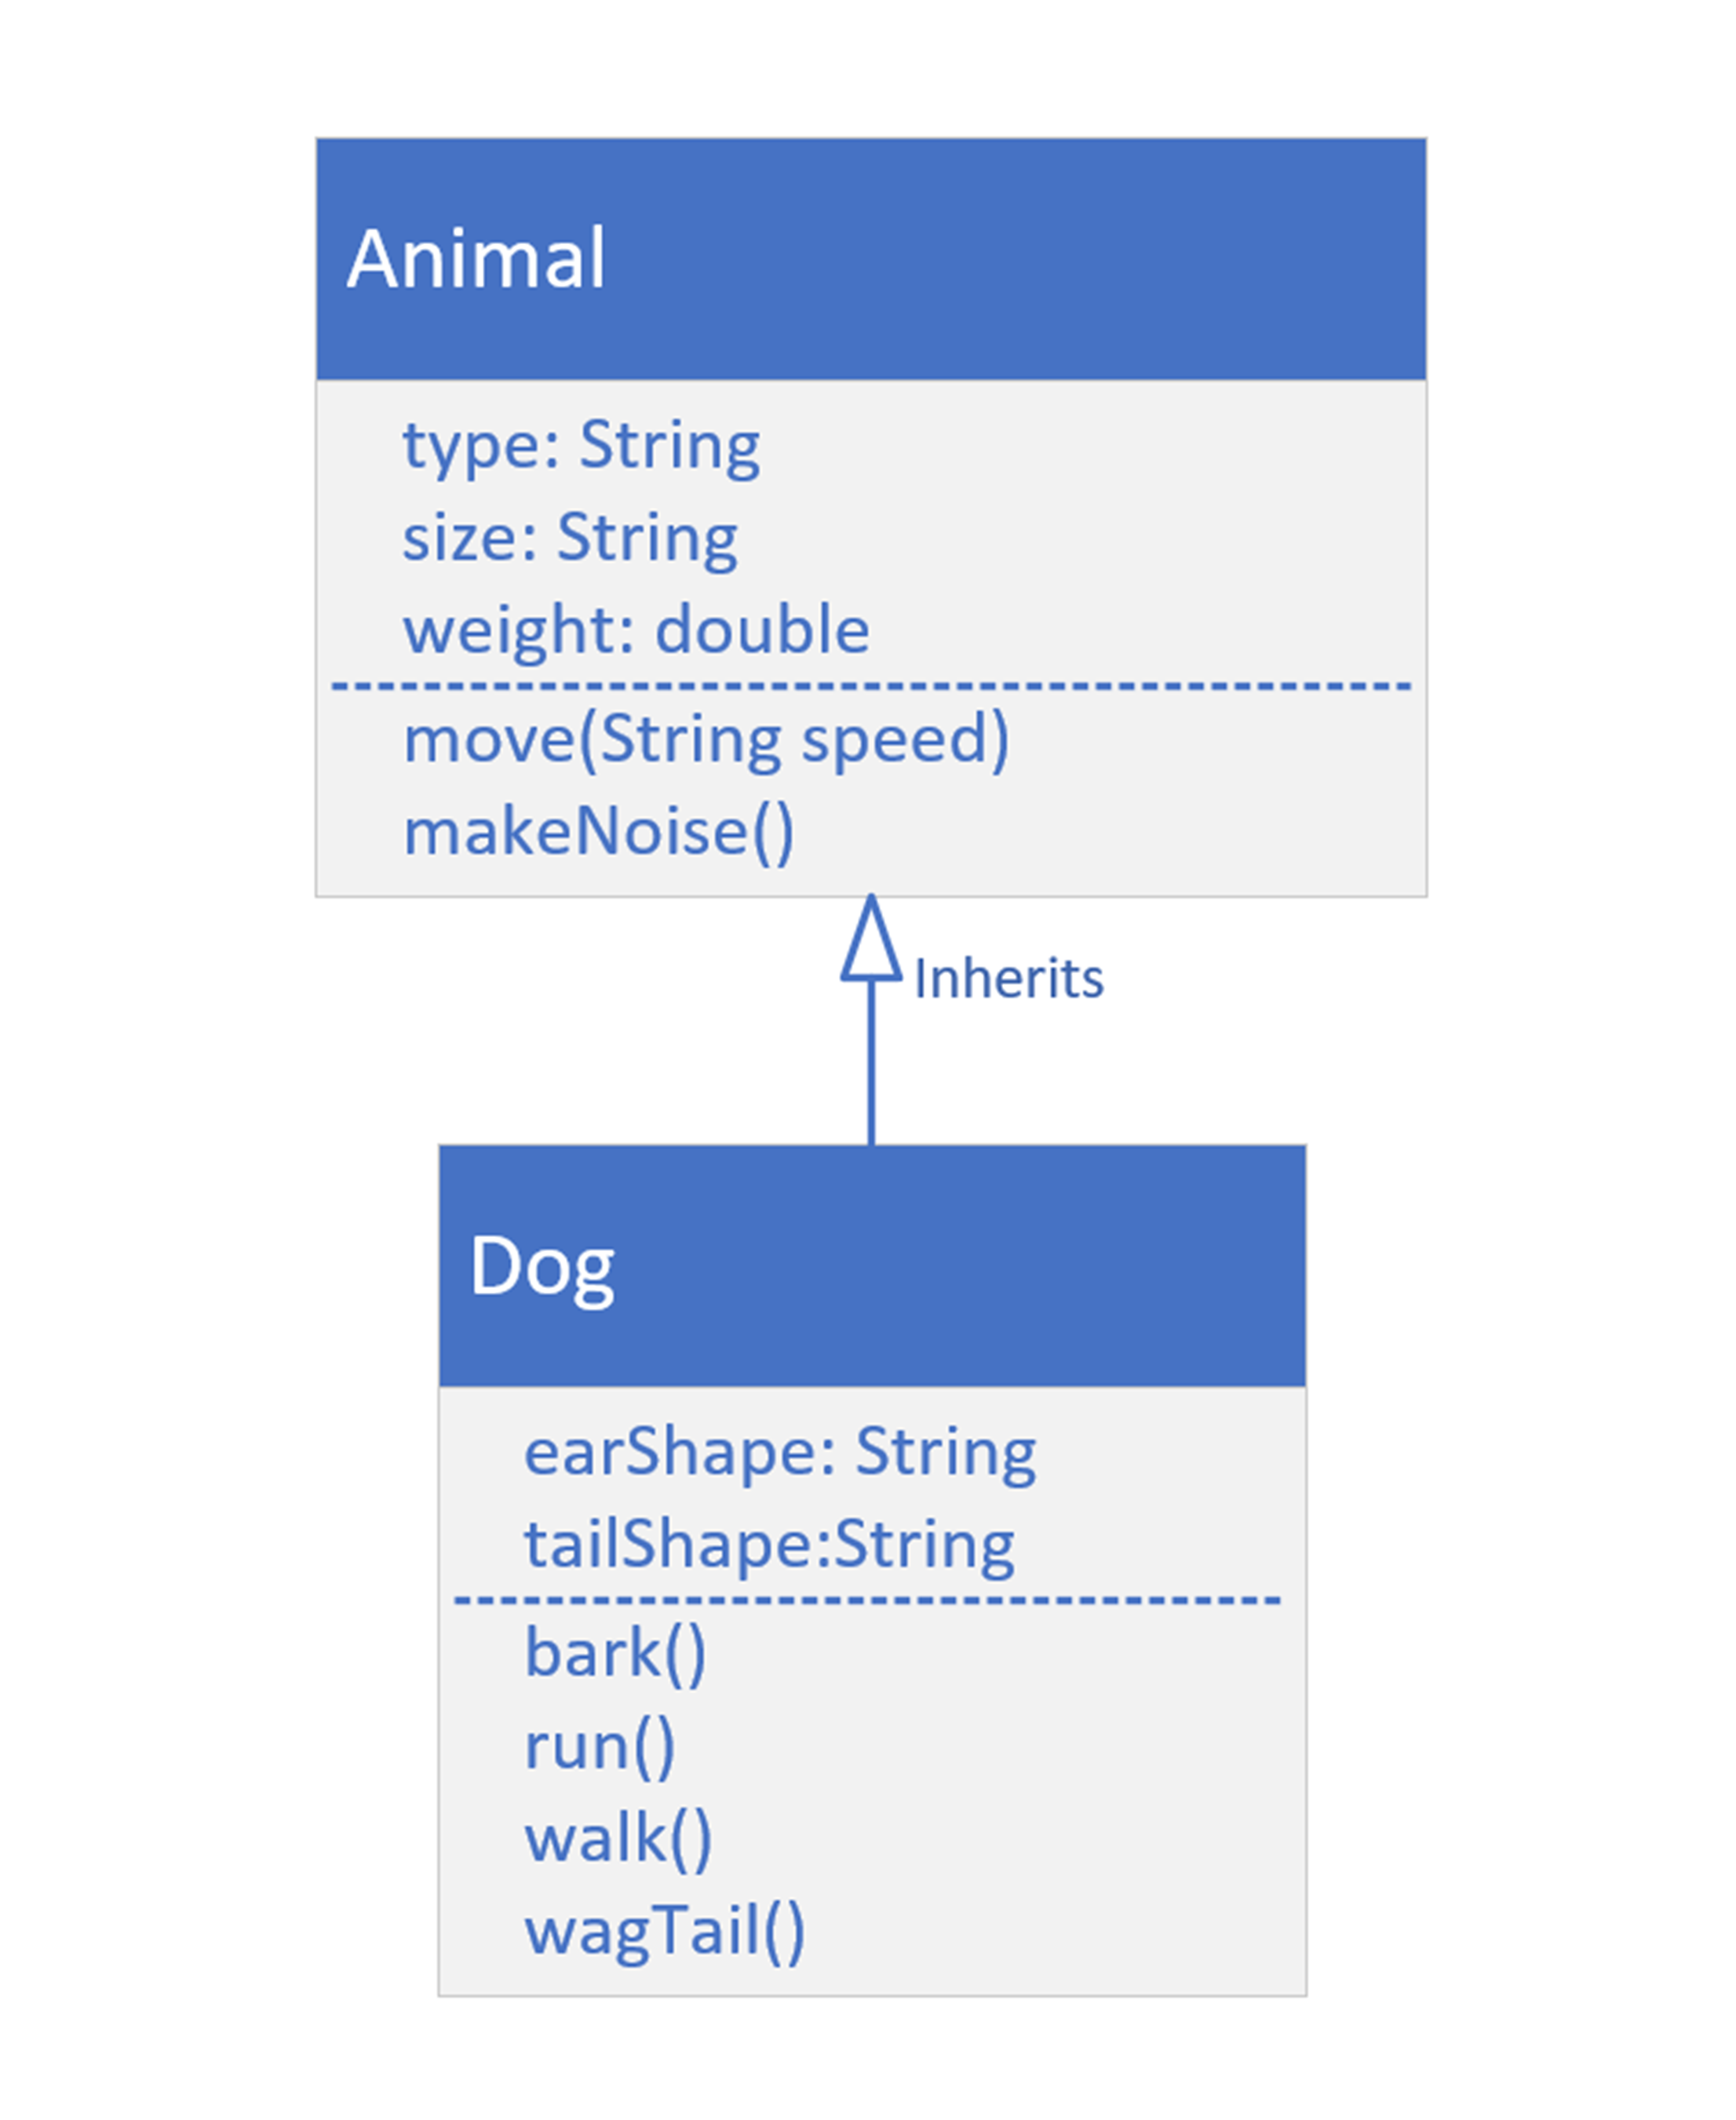 Animal
type: String
size: String
weight: double
move(String speed)
makeNoise()
Inherits
Dog
earShape: String
tailShape:String
bark()
run()
walk()
wagTail()